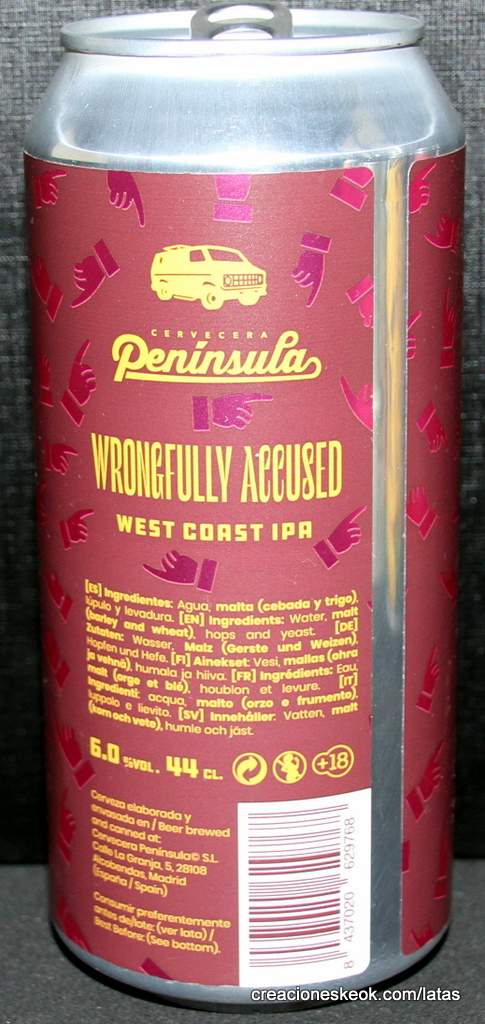 CERVECERA
Península
WRONGFULLY ACCUSED
WEST COAST IPA
[ES] Ingredientes: Agua, malta (cebada y trigo),
lúpulo y levadura. [EN] Ingredients: Water, malt
(barley and wheat), hops and yeast. [DE]
Zutaten: Wasser, Malz (Gerste und Weizen),
Hopfen und Hefe. [FI] Ainekset: Vesi, mallas (ohra
ja vehnä), humala ja hiiva. [FR] Ingrédients: Eau,
malt (orge et blé), houblon et levure. [IT]
Ingredienti: acqua, malto (orzo e frumento),
luppolo e lievito. [SV] Innehåller: Vatten, malt
(korn och vete), humle och jäst.
6.0 %VOL. 44 CL. +18
Cerveza elaborada y
envasada en / Beer brewed
and canned at:
Cervecera Península© S.L.
Calle La Granja, 5, 28108
Alcobendas, Madrid
(España / Spain)
Consumir preferentemente
antes de/lote: (ver lata) /
Best Before: (See bottom).
8 437020 629768
creacioneskeok.com/latas